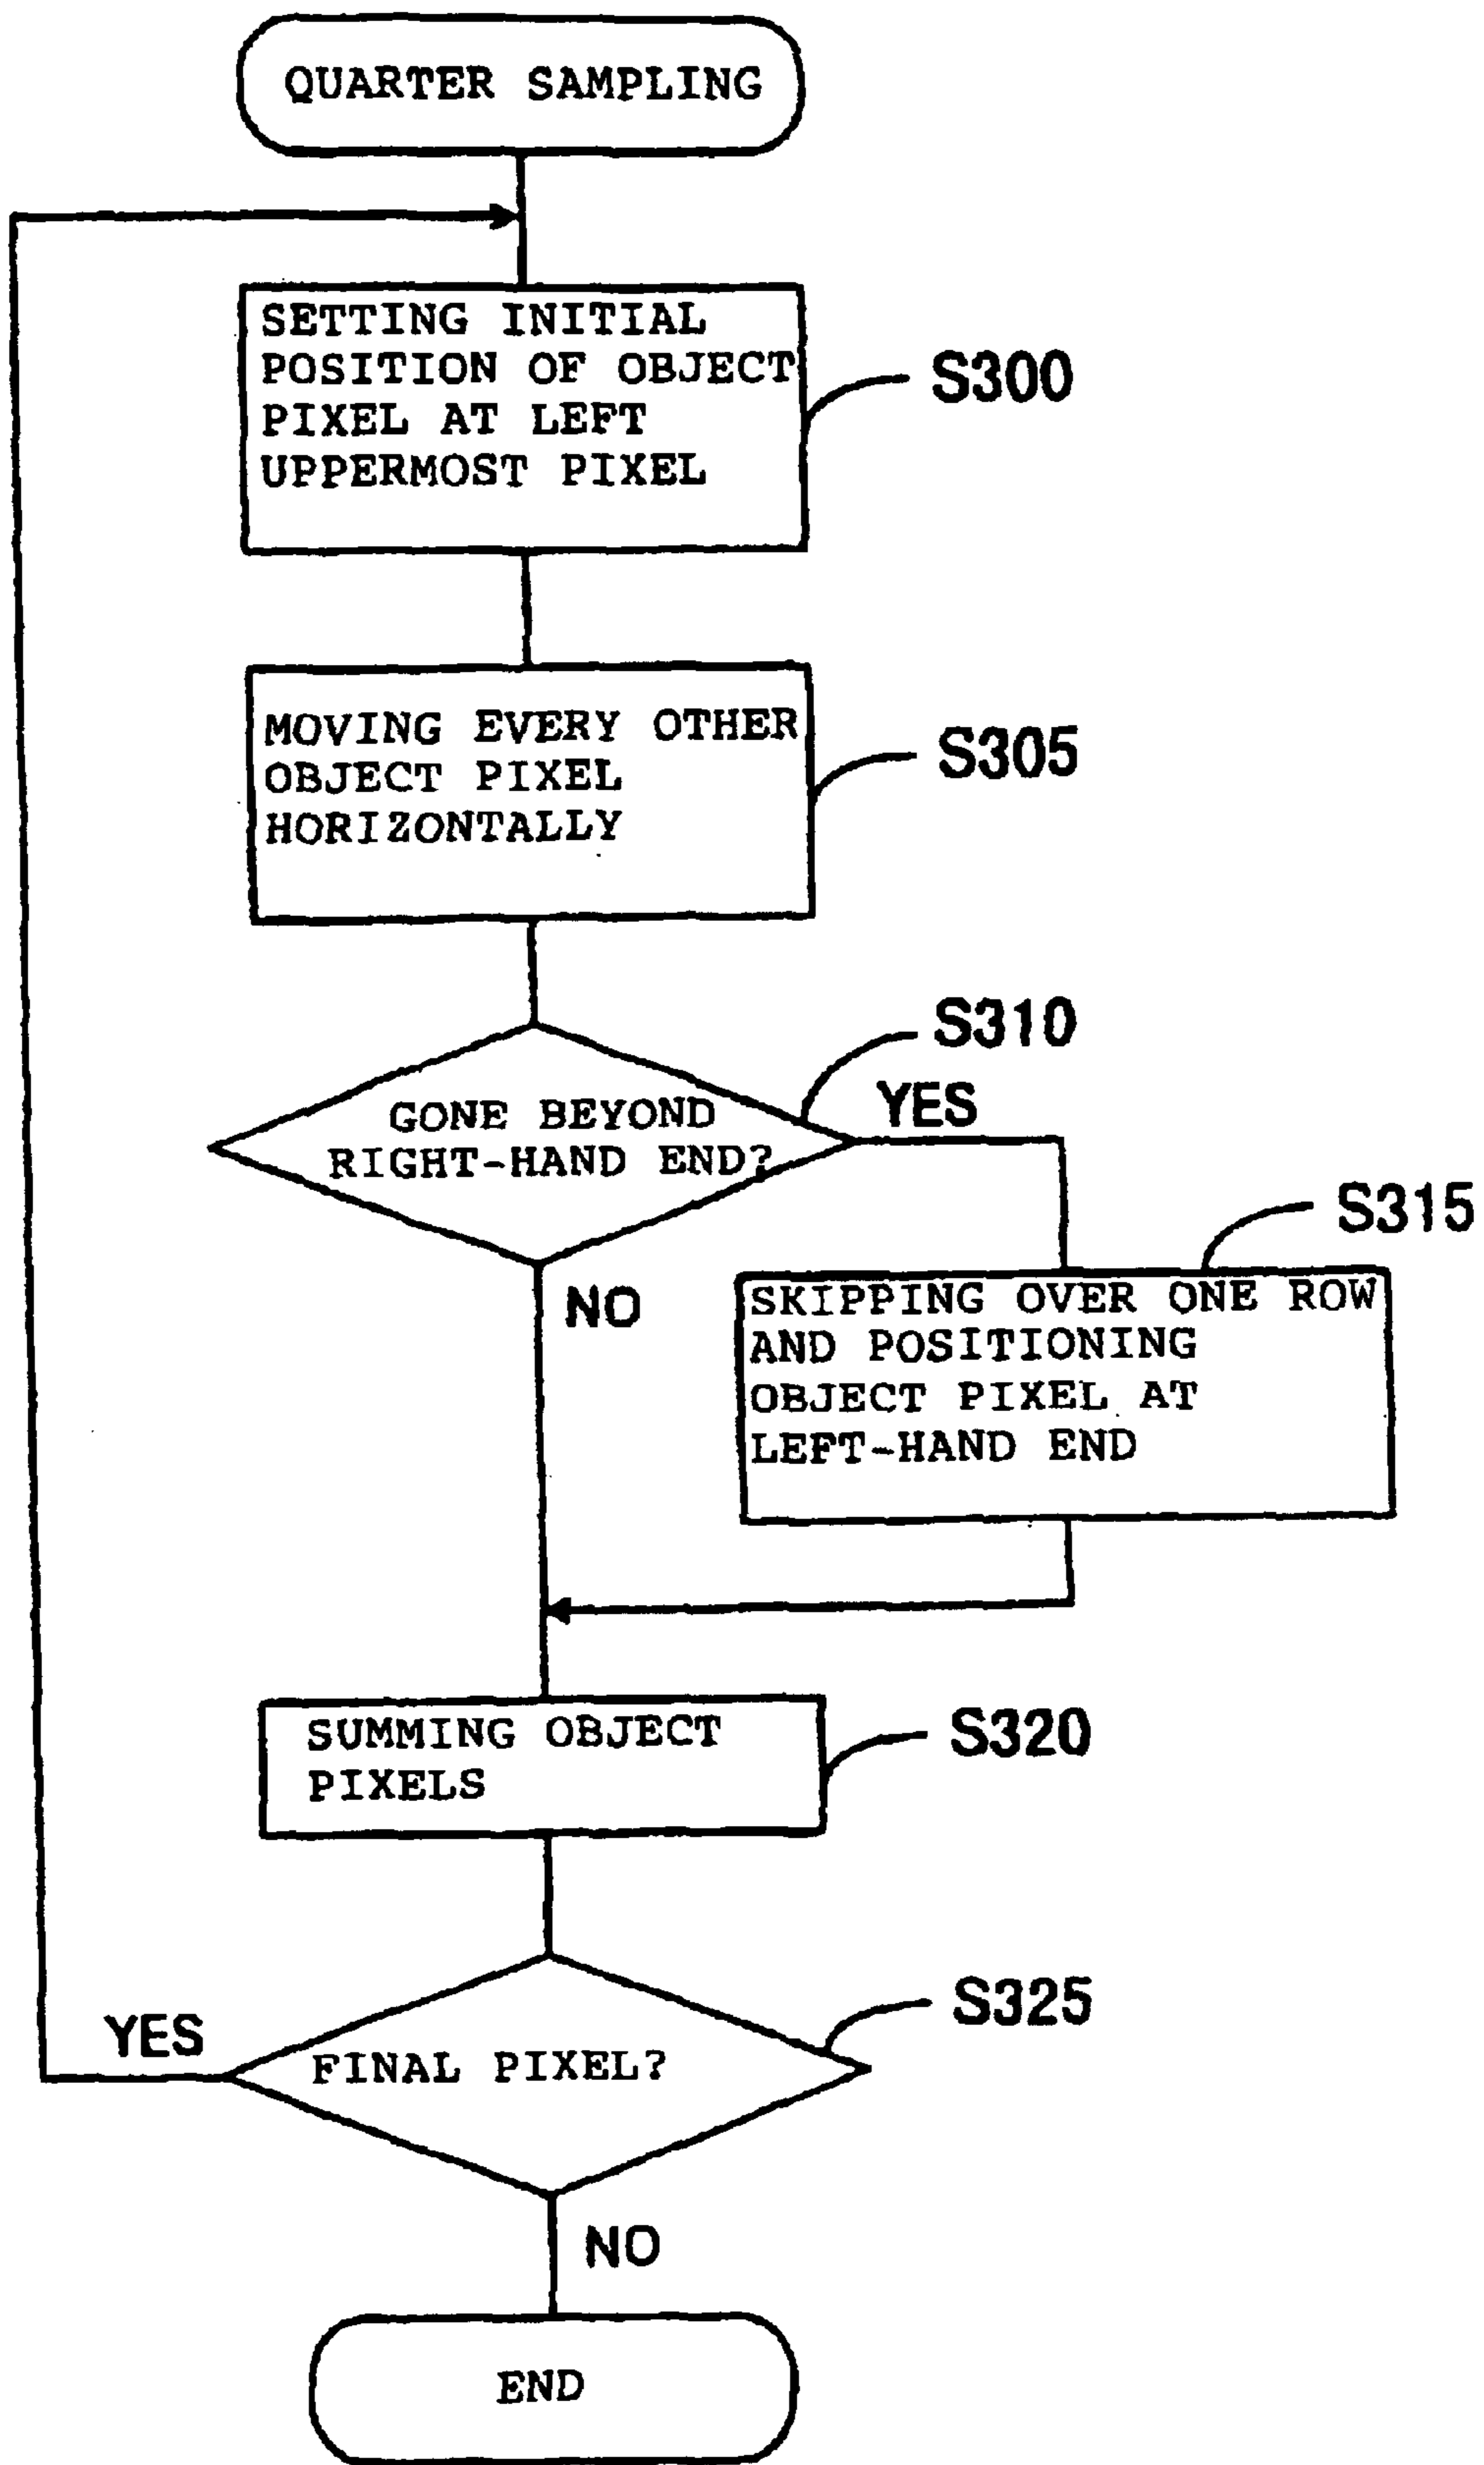 QUARTER SAMPLING
SETTING INITIAL
POSITION OF OBJECT
PIXEL AT LEFT
UPPERMOST PIXEL
S300
MOVING EVERY OTHER
OBJECT PIXEL
HORIZONTALLY
S305
S310
GONE BEYOND
RIGHT-HAND END?
YES
NO
S315
SKIPPING OVER ONE ROW
AND POSITIONING
OBJECT PIXEL AT
LEFT-HAND END
SUMMING OBJECT
PIXELS
S320
S325
YES
FINAL PIXEL?
NO
END